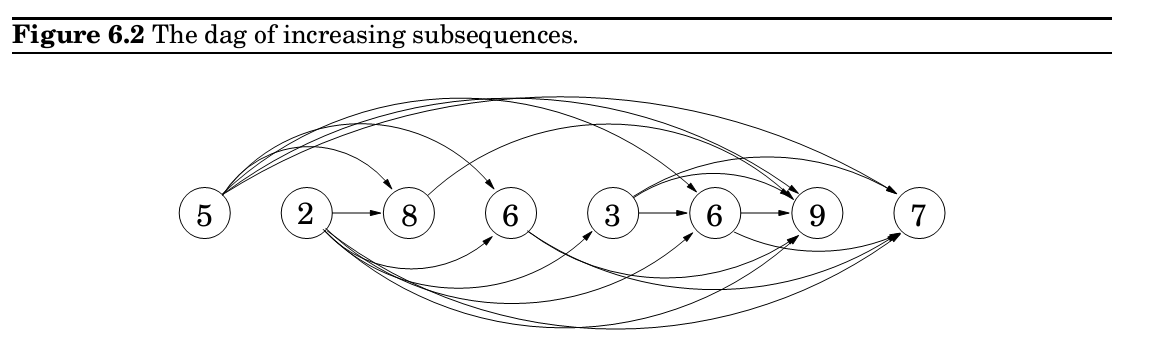 Figure 6.2 The dag of increasing subsequences.
5 2 8 6 3 6 9 7